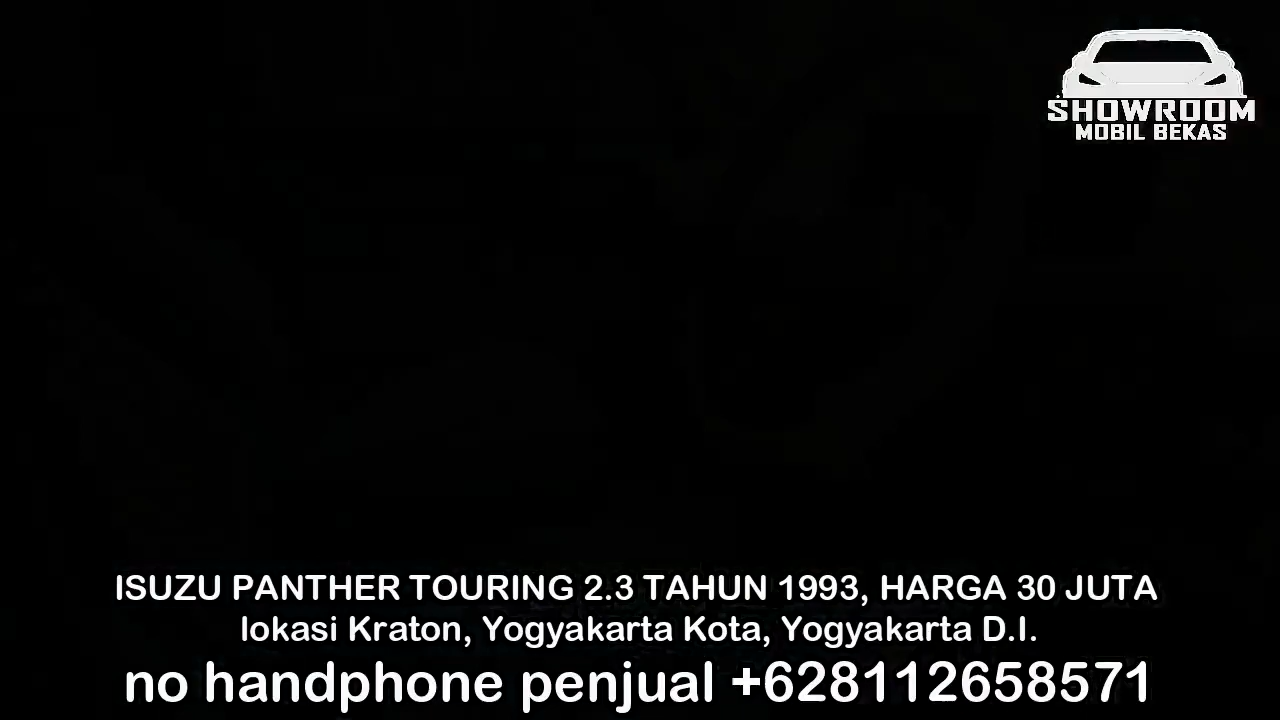 SHOWROOM
MOBIL BEKAS
ISUZU PANTHER TOURING 2.3 TAHUN 1993, HARGA 30 JUTA
lokasi Kraton, Yogyakarta Kota, Yogyakarta D.I.
no handphone penjual +628112658571